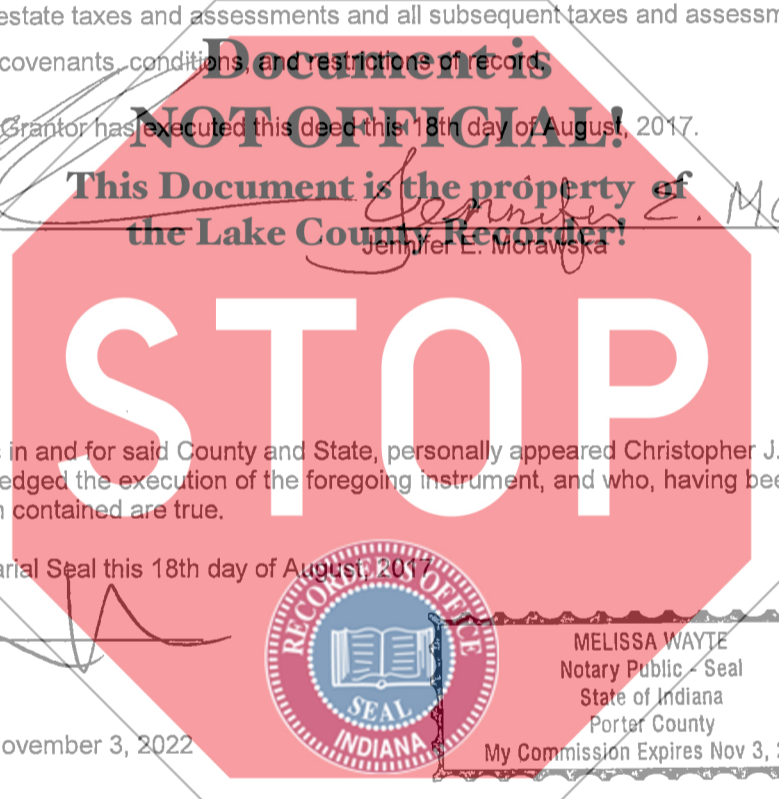 estate taxes and assessments and all subsequent taxes and assessm
covenants, conditions, and restrictions of record.
Document is
Grantor has executed this deed this 18th day of August, 2017.
NOT OFFICIAL!
This Document is the property of
Jennifer E. Mo
the Lake County Recorder!
Jennifer E. Morawska
STOP
in and for said County and State, personally appeared Christopher J.
edged the execution of the foregoing instrument, and who, having bee
contained are true.
arial Seal this 18th day of August, 2017
RECORDER'S OFFICE
SEAL
INDIANA
MELISSA WAYTE
Notary Public - Seal
State of Indiana
Porter County
ovember 3, 2022
My Commission Expires Nov 3,